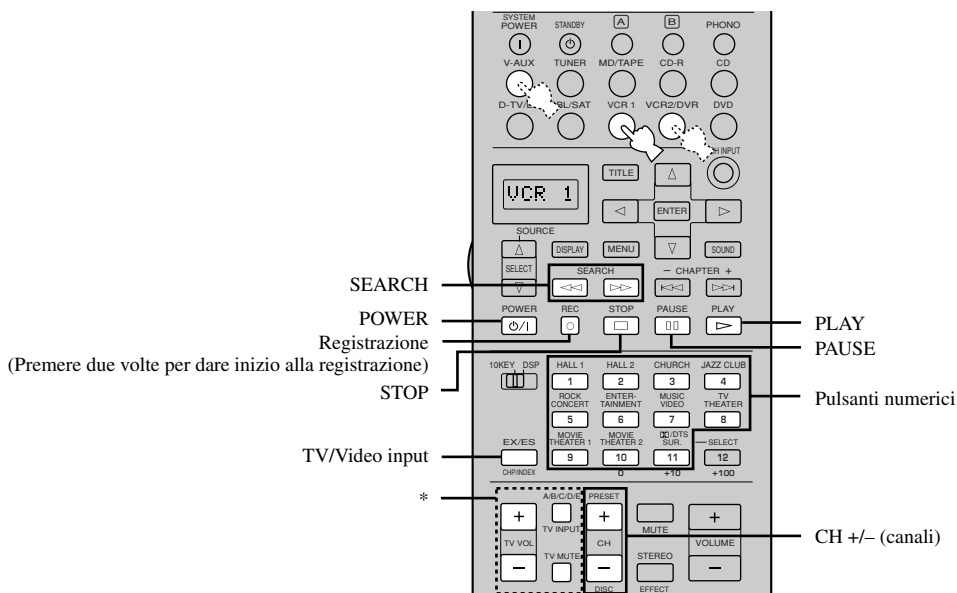 SYSTEM
POWER STANDBY A B PHONO
V-AUX TUNER MD/TAPE CD-R CD
D-TV/ BL/SAT VCR 1 VCR2/DVR DVD
H INPUT
TITLE
VCR 1
ENTER
SOURCE
DISPLAY MENU SOUND
SELECT
SEARCH – CHAPTER +
SEARCH
POWER REC STOP PAUSE PLAY
POWER
PLAY
Registrazione
PAUSE
(Premere due volte per dare inizio alla registrazione)
10KEY DSP HALL 1 HALL 2 CHURCH JAZZ CLUB
1 2 3 4
STOP
Pulsanti numerici
ROCK CONCERT ENTER-TAINMENT MUSIC VIDEO TV THEATER
5 6 7 8
EX/ES MOVIE THEATER 1 MOVIE THEATER 2 /DTS SUR. SELECT
9 10 11 12
TV/Video input
CHP/INDEX 0 +10 +100
*
A/B/C/D/E PRESET
+ TV INPUT + MUTE +
TV VOL CH VOLUME
CH +/– (canali)
– TV MUTE – STEREO –
DISC EFFECT